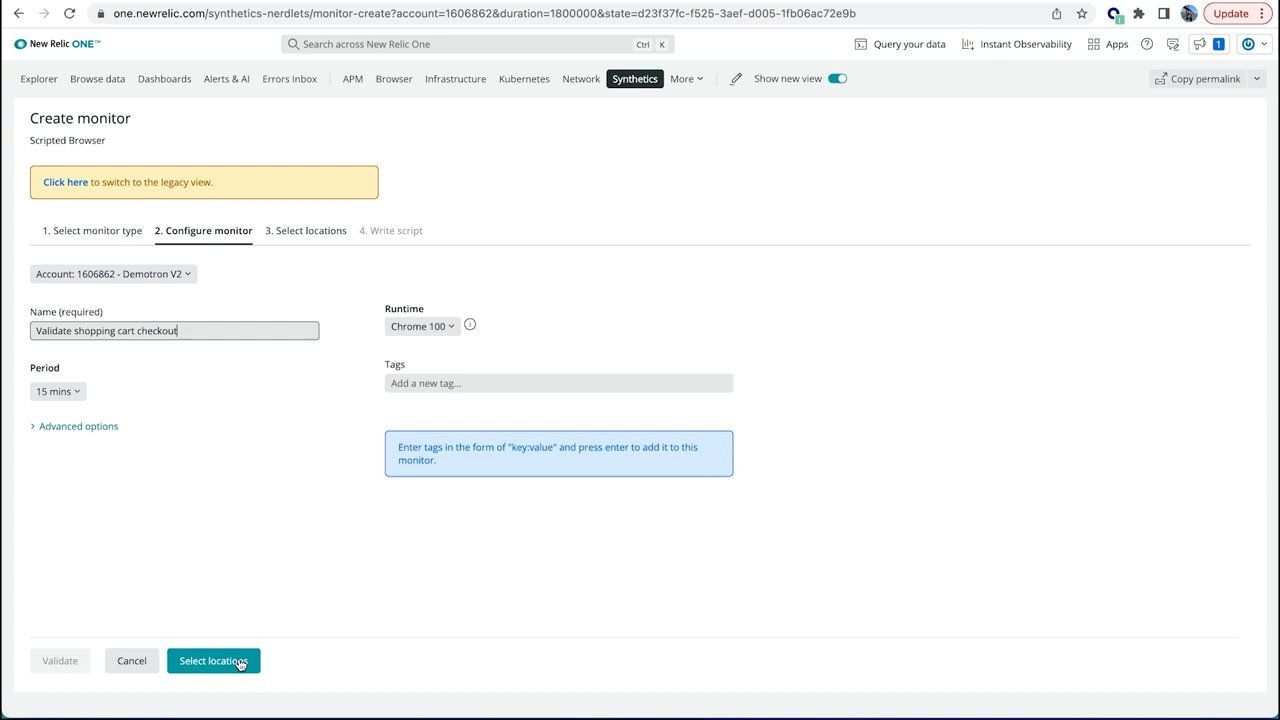 one.newrelic.com/synthetics-nerdlets/monitor-create?account=1606862&duration=1800000&state=d23f37fc-f525-3aef-d005-1fb06ac72e9b
Update
New Relic ONE™
Search across New Relic One
Ctrl K
Query your data
Instant Observability
Apps
1
Explorer
Browse data
Dashboards
Alerts & AI
Errors Inbox
APM
Browser
Infrastructure
Kubernetes
Network
Synthetics
More
Show new view
Copy permalink
Create monitor
Scripted Browser
Click here to switch to the legacy view.
1. Select monitor type
2. Configure monitor
3. Select locations
4. Write script
Account: 1606862 - Demotron V2
Name (required)
Validate shopping cart checkout
Runtime
Chrome 100
Period
15 mins
Tags
Add a new tag...
Advanced options
Enter tags in the form of "key:value" and press enter to add it to this
monitor.
Validate
Cancel
Select locations